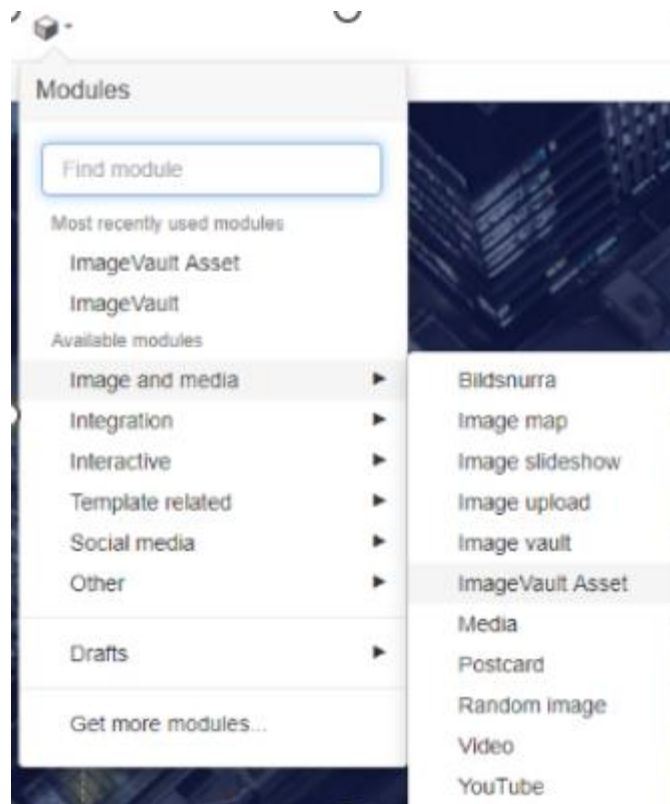 Modules
Find module
Most recently used modules
ImageVault Asset
ImageVault
Available modules
Image and media
Integration
Interactive
Template related
Social media
Other
Drafts
Get more modules...
Bildsnurra
Image map
Image slideshow
Image upload
Image vault
ImageVault Asset
Media
Postcard
Random image
Video
YouTube